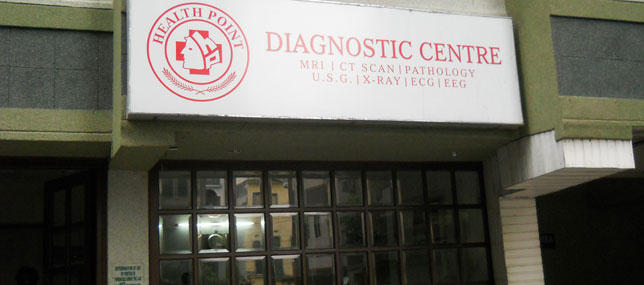 HEALTH POINT
DIAGNOSTIC CENTRE
MRI | CT SCAN | PATHOLOGY
U.S.G. | X-RAY | ECG | EEG